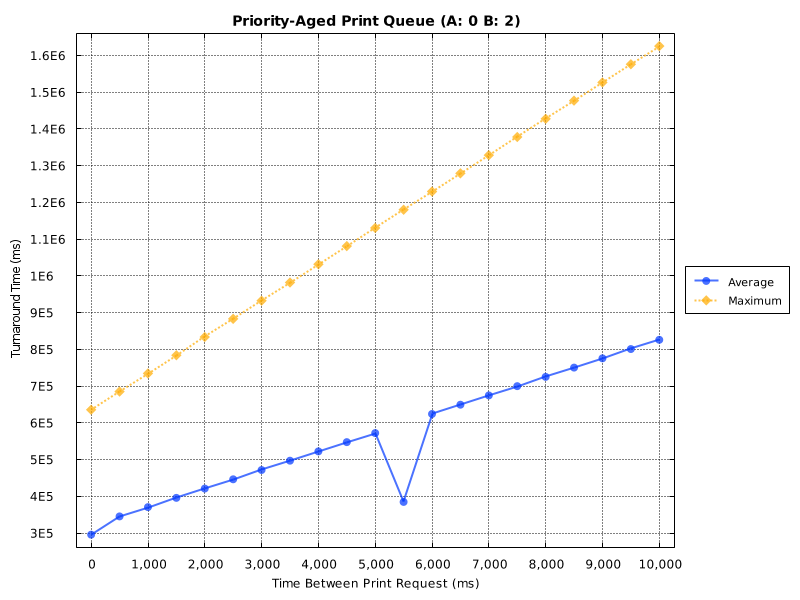 Priority-Aged Print Queue (A: 0 B: 2)
1.6E6
1.5E6
1.4E6
1.3E6
1.2E6
1.1E6
1E6
9E5
8E5
7E5
6E5
5E5
4E5
3E5
Turnaround Time (ms)
0 1,000 2,000 3,000 4,000 5,000 6,000 7,000 8,000 9,000 10,000
Time Between Print Request (ms)
Average
Maximum